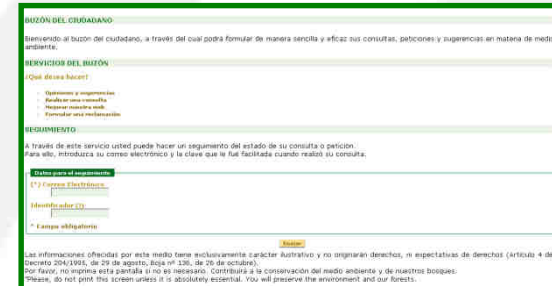 BUZÓN DEL CIUDADANO
Bienvenido al buzón del ciudadano, a través del cual podrá formular de manera sencilla y eficaz sus consultas, peticiones y sugerencias en materia de medio
ambiente.
SERVICIOS DEL BUZÓN
¿Qué desea hacer?
Opiniones y sugerencias
Realizar una consulta
Mejorar nuestra web
Formular una reclamación
SEGUIMIENTO
A través de este servicio usted puede hacer un seguimiento del estado de su consulta o petición.
Para ello, introduzca su correo electrónico y la clave que le fué facilitada cuando realizó su consulta.
Datos para el seguimiento
(*) Correo Electrónico
Identificador (?):
* Campo obligatorio
Enviar
Las informaciones ofrecidas por este medio tiene exclusivamente carácter ilustrativo y no originarán derechos, ni expectativas de derechos (Artículo 4 de
Decreto 204/1995, de 29 de agosto, Boja nº 136, de 26 de octubre).
Por favor, no imprima esta pantalla si no es necesario. Contribuirá a la conservación del medio ambiente y de nuestros bosques.
"Please, do not print this screen unless it is absolutely essential. You will preserve the environment and our forests.